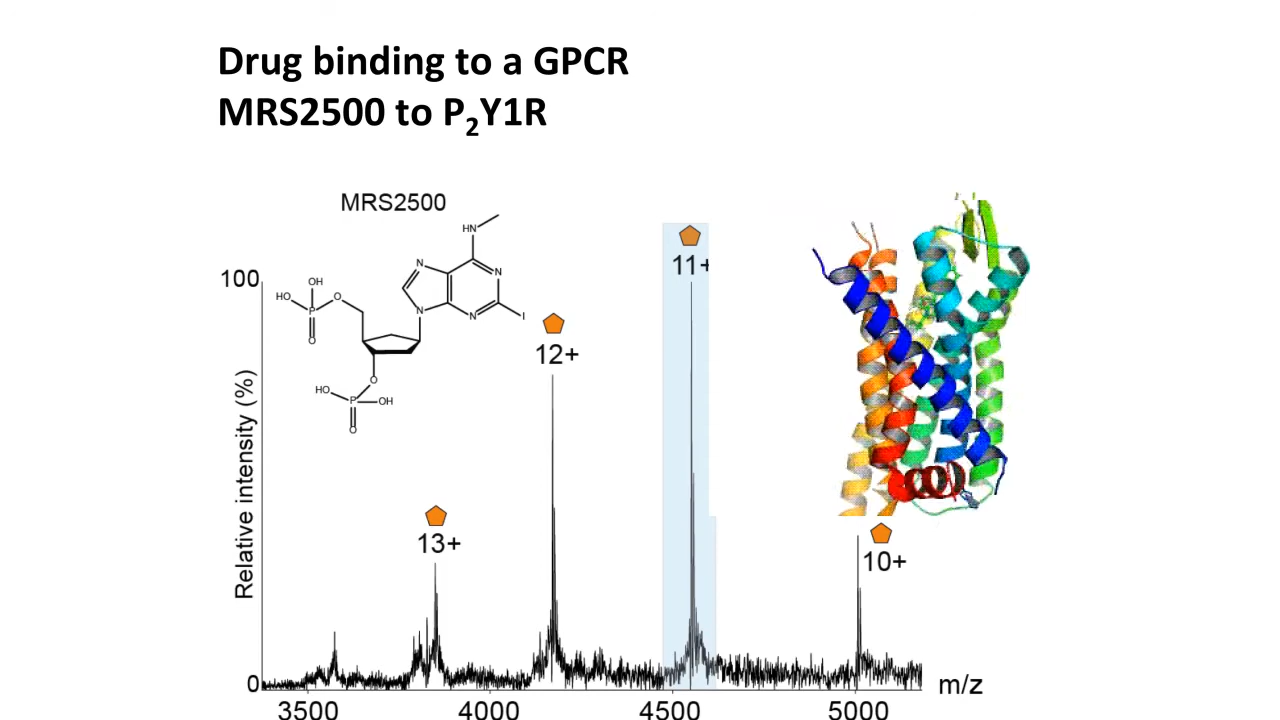 Drug binding to a GPCR
MRS2500 to P₂Y1R
MRS2500
HN
N
N
N
N
I
OH
HO
P
O
O
O
HO
P
OH
O
100
Relative intensity (%)
0
13+
12+
11+
10+
m/z
3500
4000
4500
5000